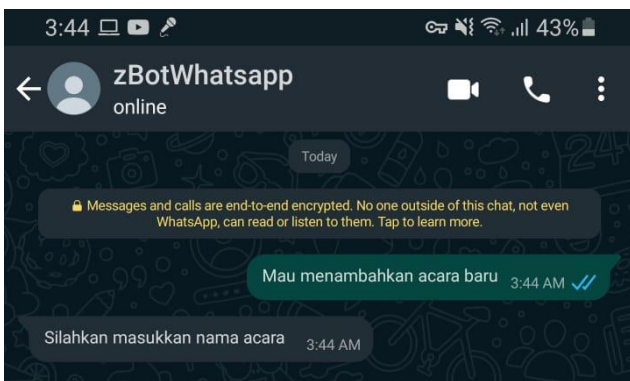 3:44 43%
zBotWhatsapp
online
Today
Messages and calls are end-to-end encrypted. No one outside of this chat, not even
WhatsApp, can read or listen to them. Tap to learn more.
Mau menambahkan acara baru 3:44 AM
Silahkan masukkan nama acara 3:44 AM